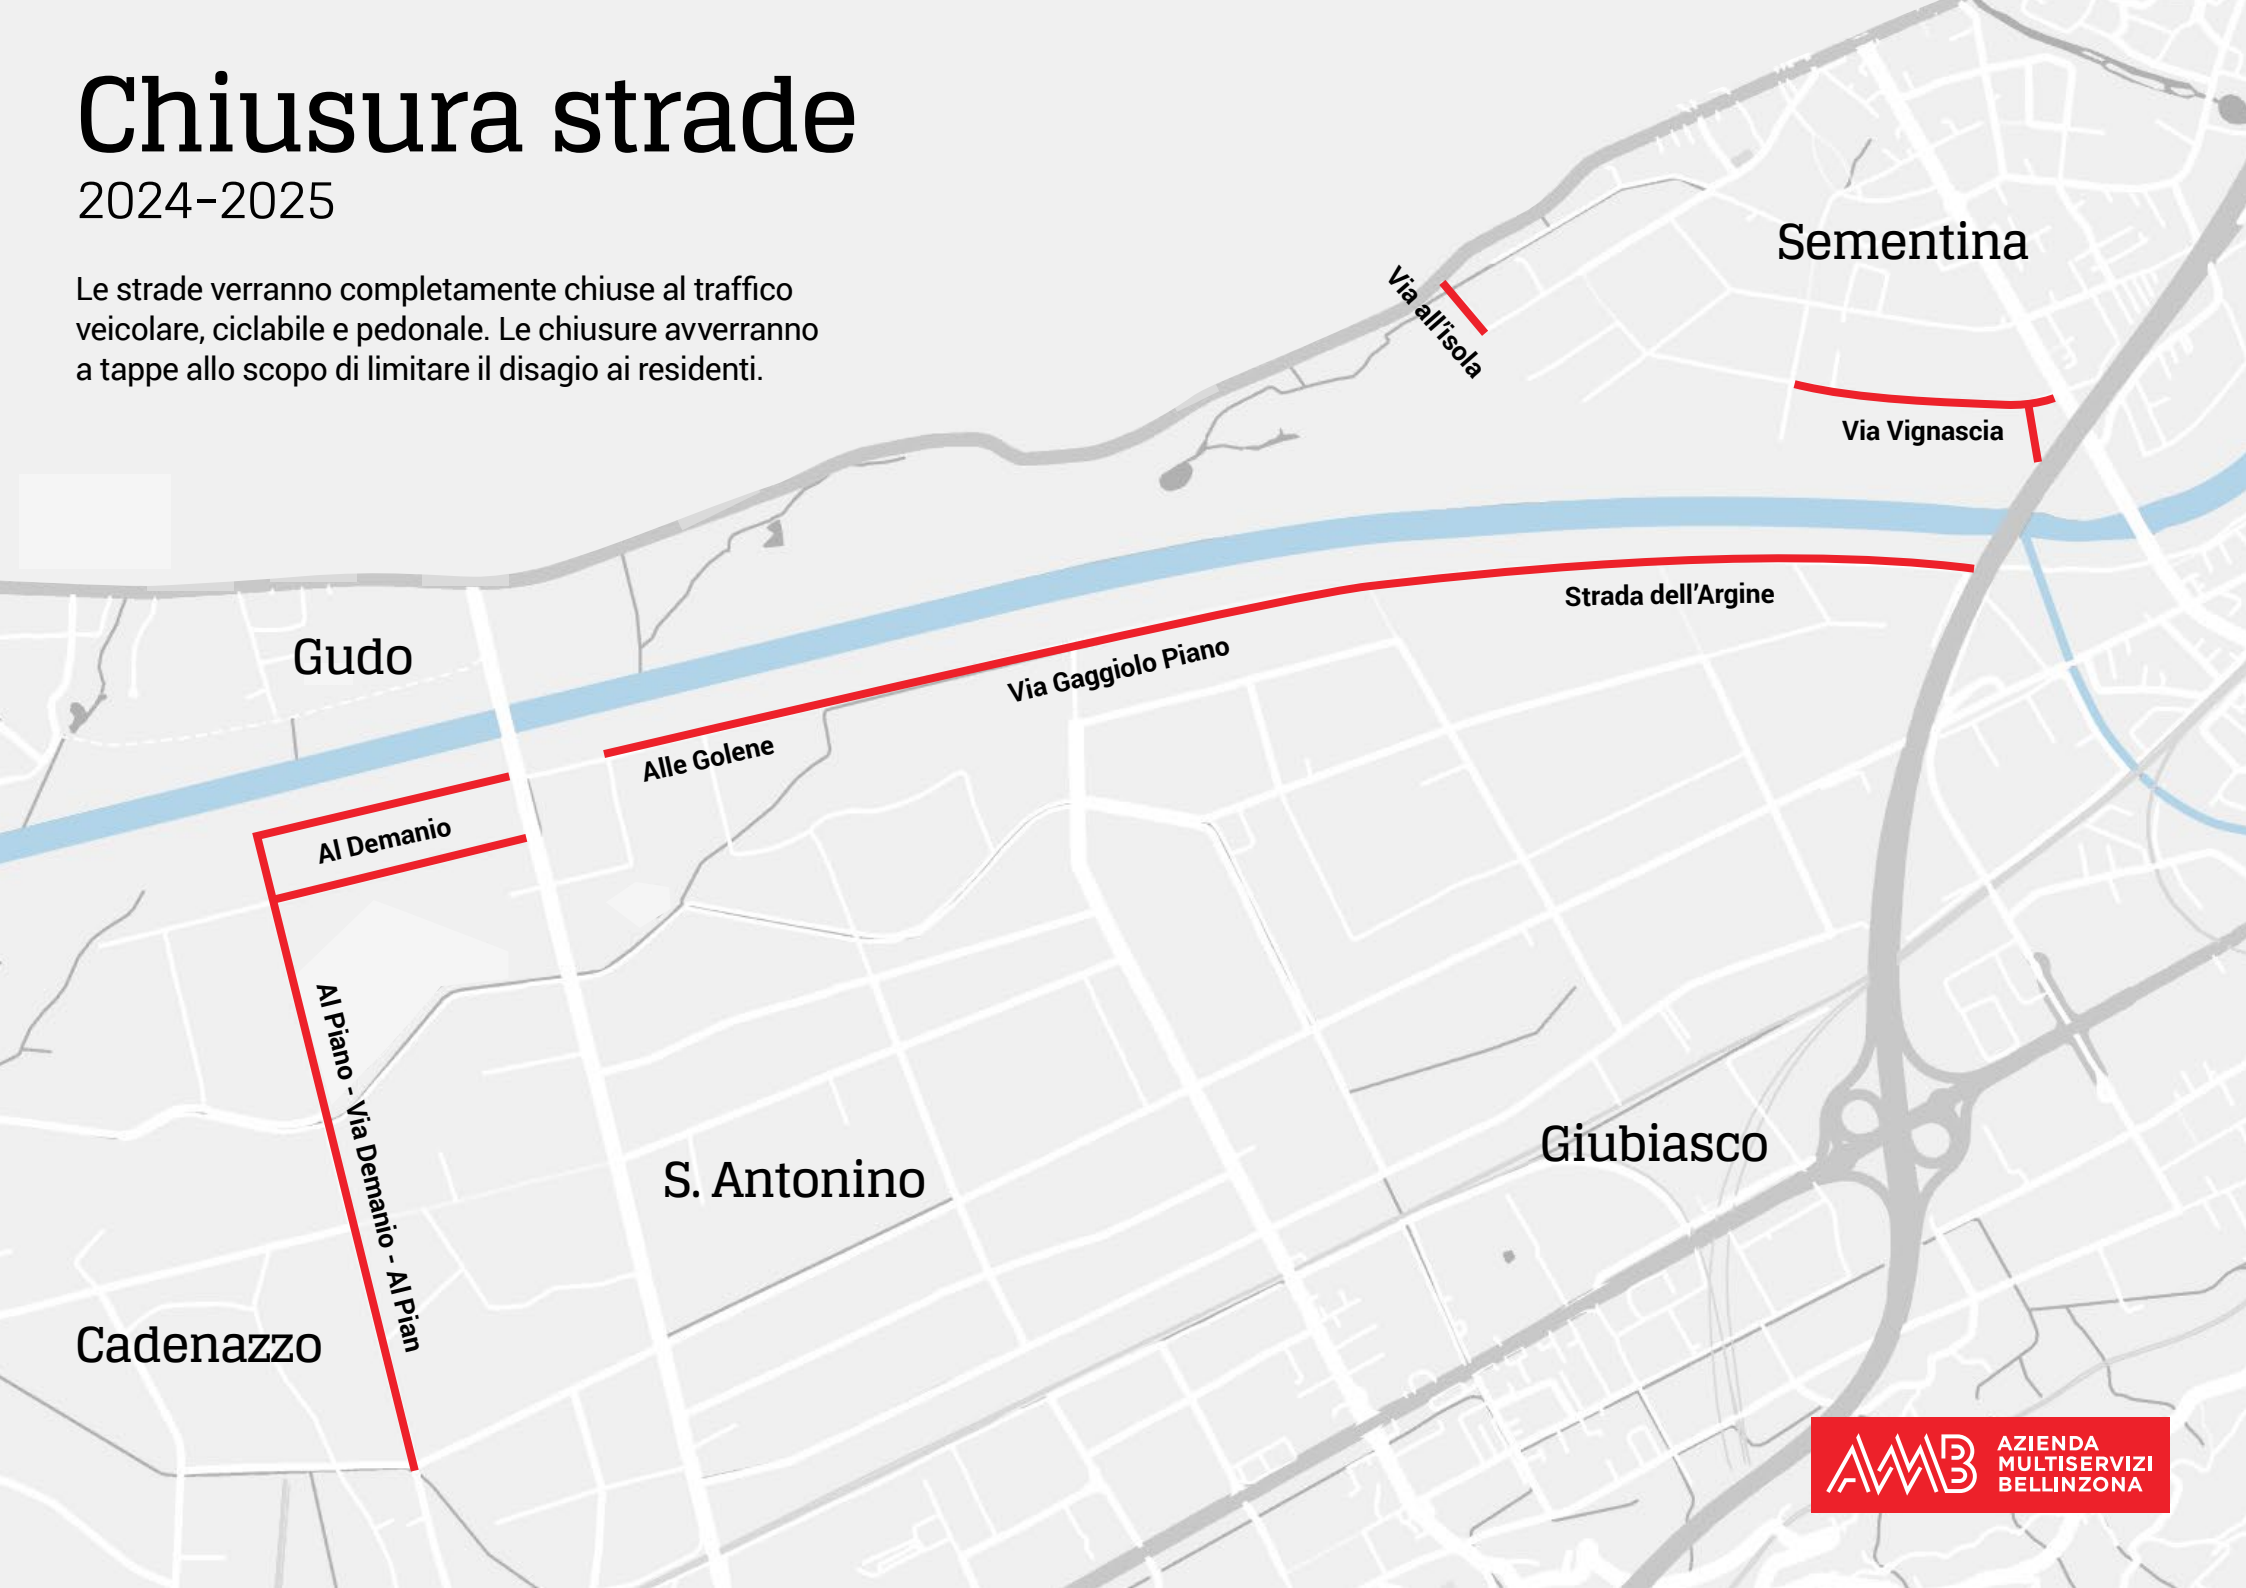 Chiusura strade
2024–2025
Le strade verranno completamente chiuse al traffico
veicolare, ciclabile e pedonale. Le chiusure avverranno
a tappe allo scopo di limitare il disagio ai residenti.
Sementina
Via all'isola
Via Vignascia
Strada dell'Argine
Via Gaggiolo Piano
Gudo
Alle Golene
Al Demanio
Al Piano - Via Demanio - Al Pian
S. Antonino
Giubiasco
Cadenazzo
AMB
AZIENDA
MULTISERVIZI
BELLINZONA